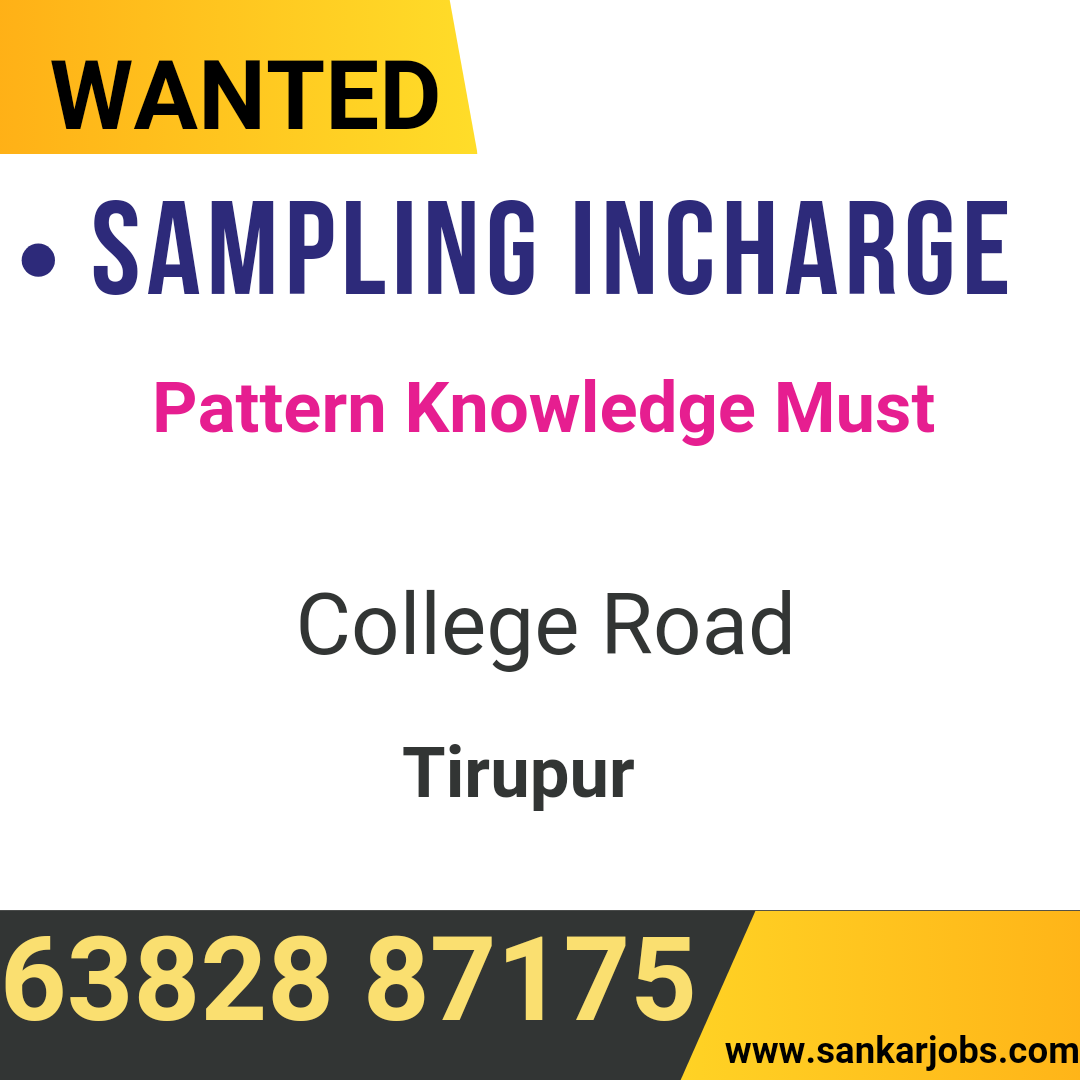 WANTED
• SAMPLING INCHARGE
Pattern Knowledge Must
College Road
Tirupur
63828 87175
www.sankarjobs.com